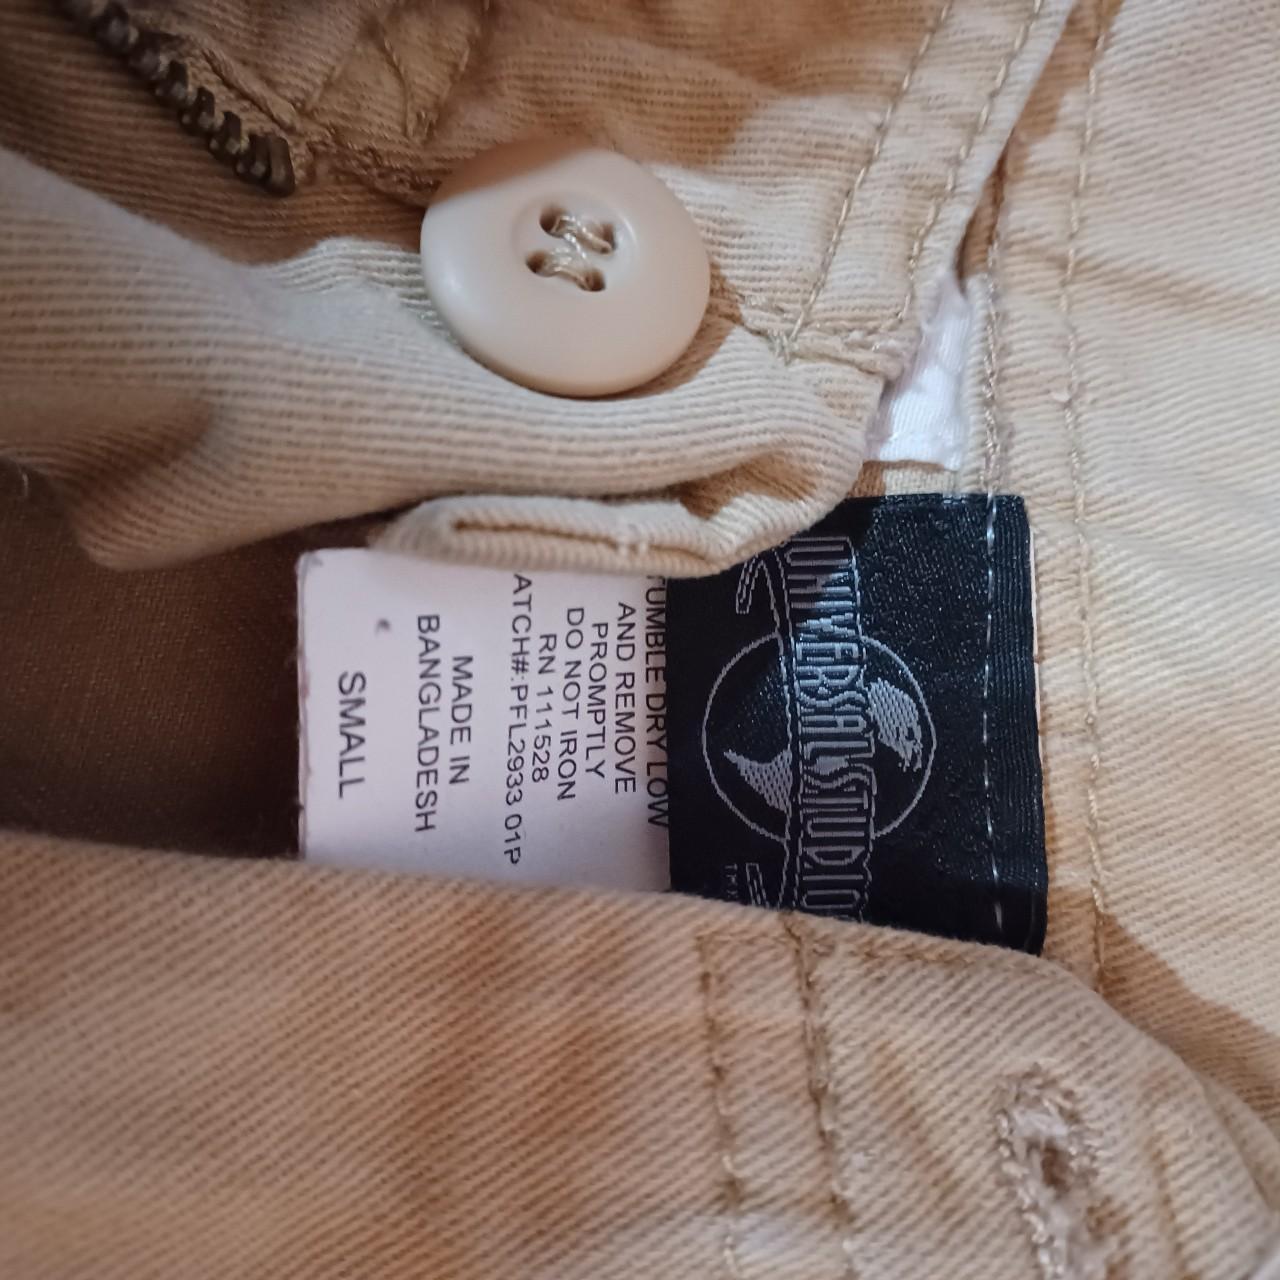 UNIVERSAL STUDIO
TUMBLE DRY LOW
AND REMOVE
PROMPTLY
DO NOT IRON
RN 111528
ATCH#:PFL2933 01P
MADE IN
BANGLADESH
SMALL